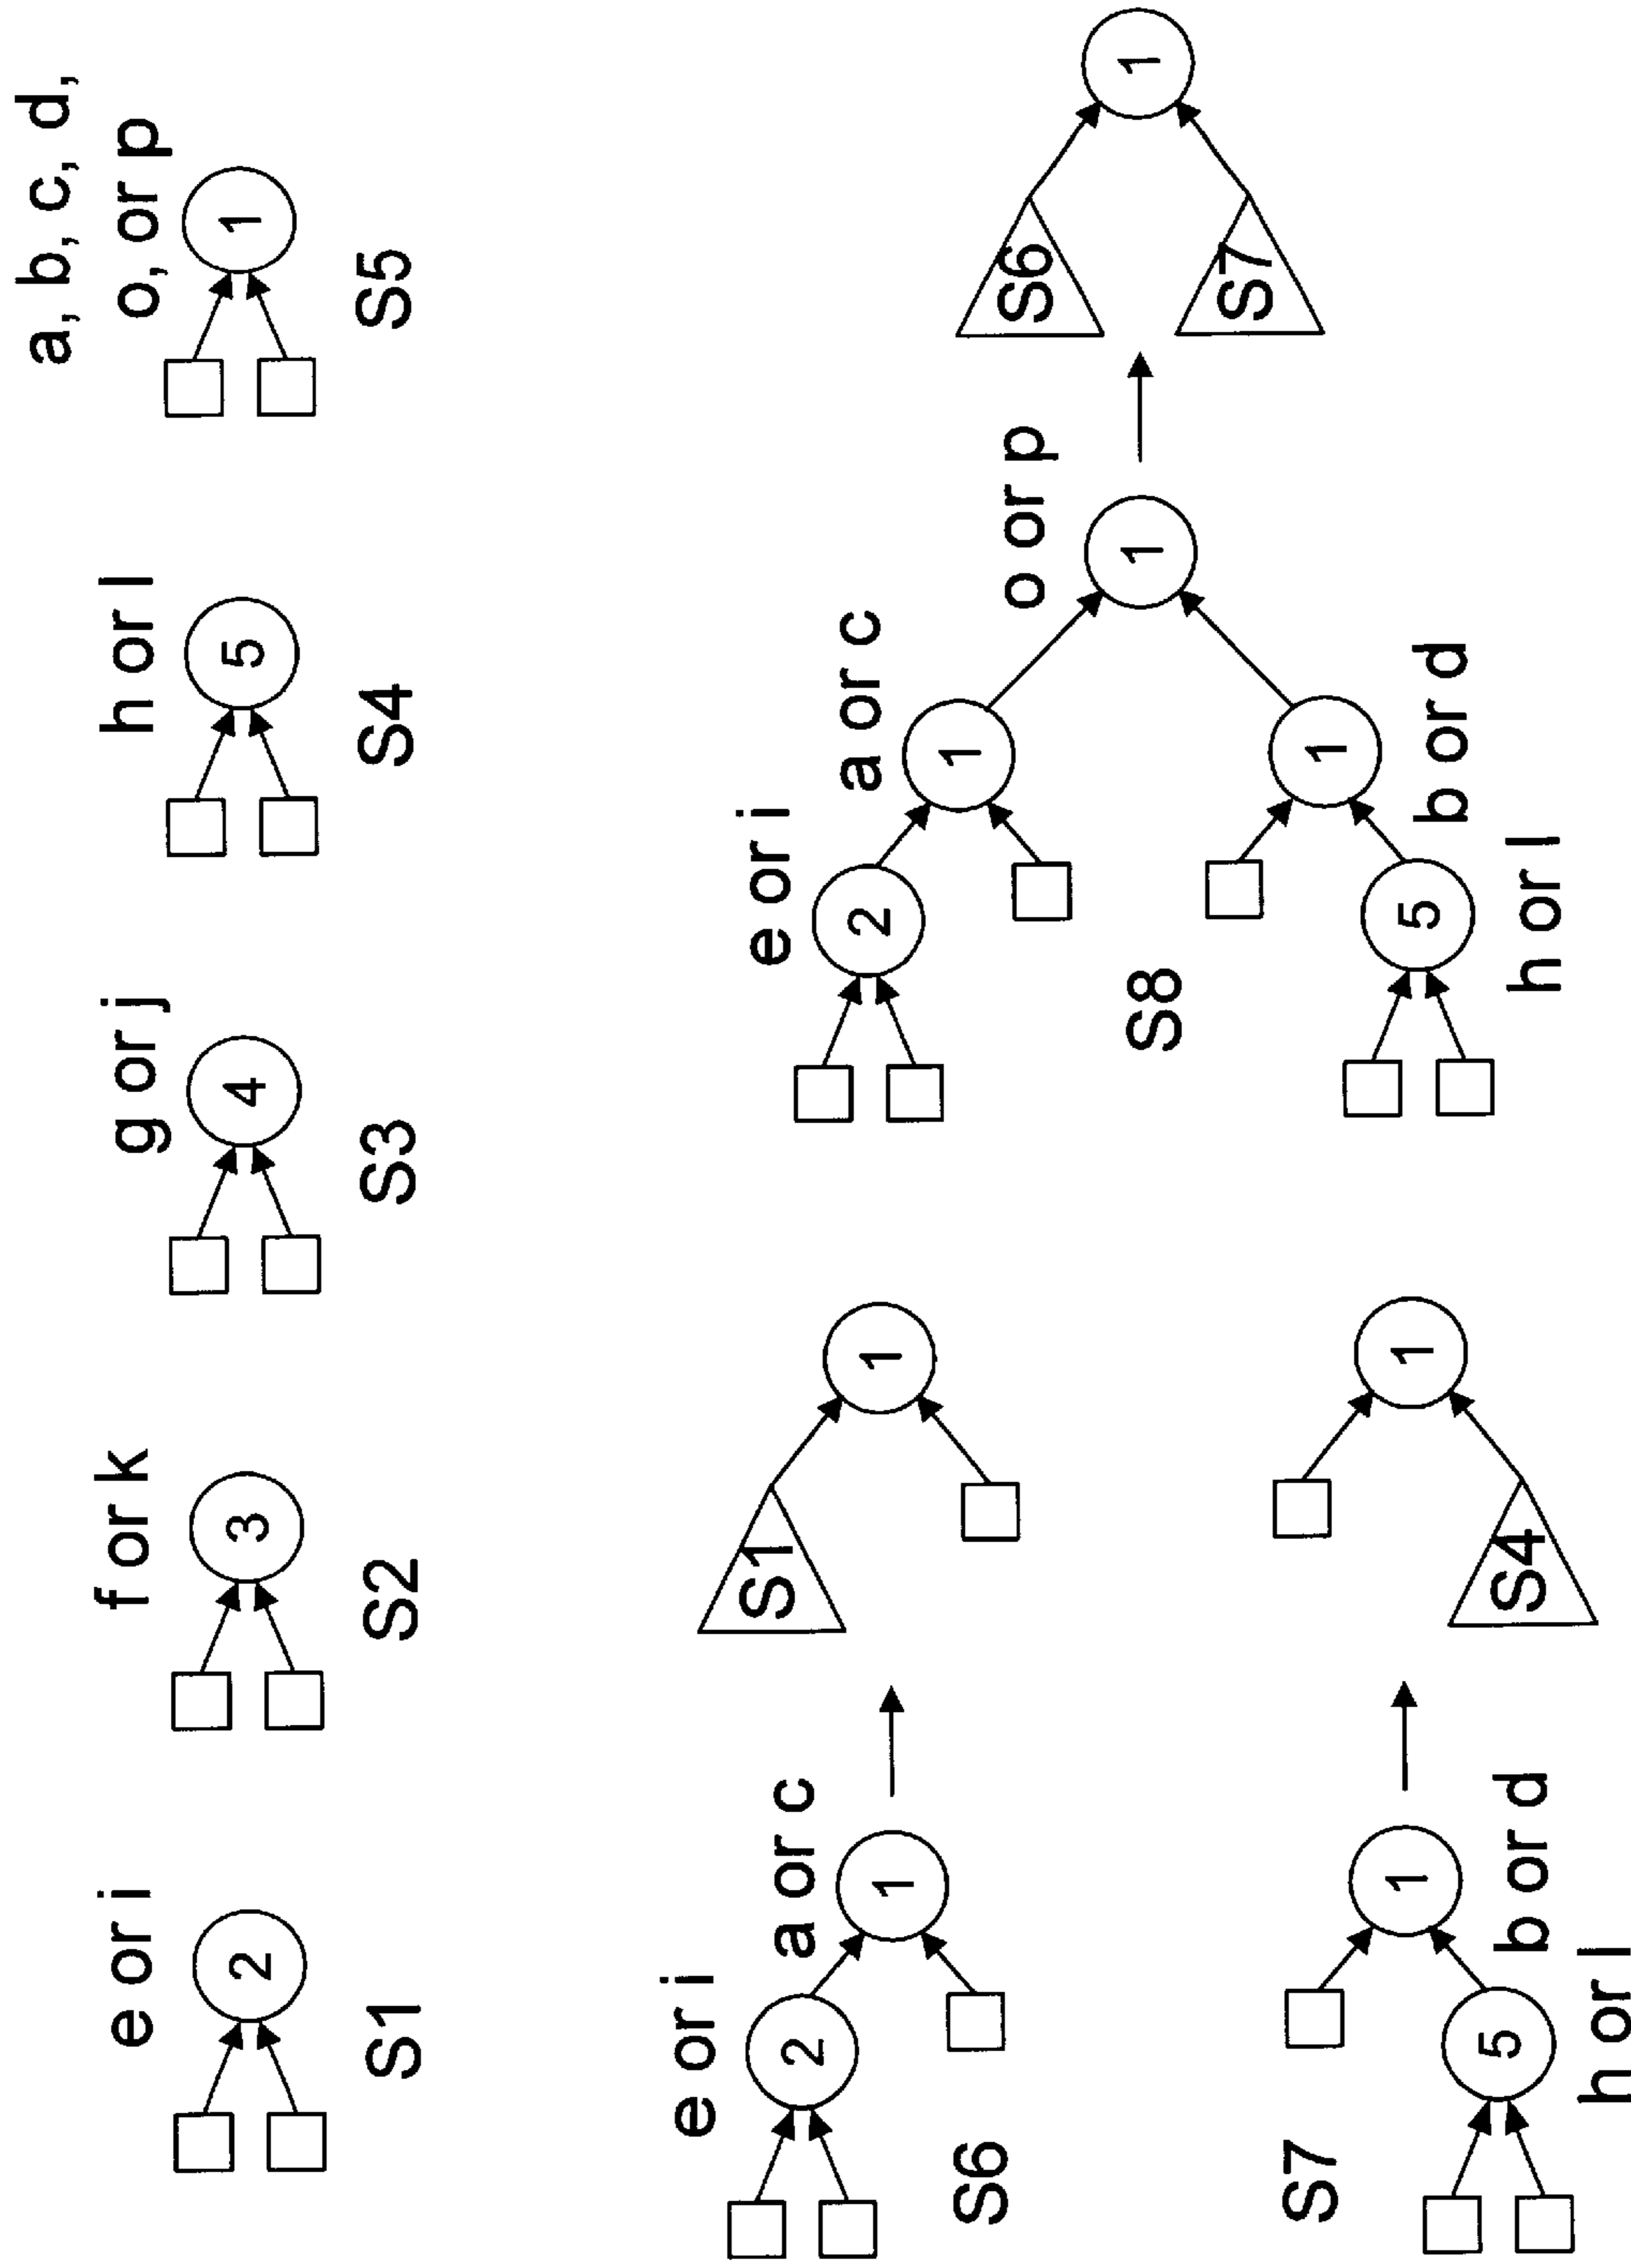 e or i
2
S1
f or k
3
S2
g or j
4
S3
h or l
5
S4
a, b, c, d,
o, or p
1
S5
e or i
2
a or c
1
S6
S1
1
S7
1
5
b or d
h or l
1
S4
e or i
2
a or c
1
o or p
1
S8
1
5
b or d
h or l
S6
S7
1